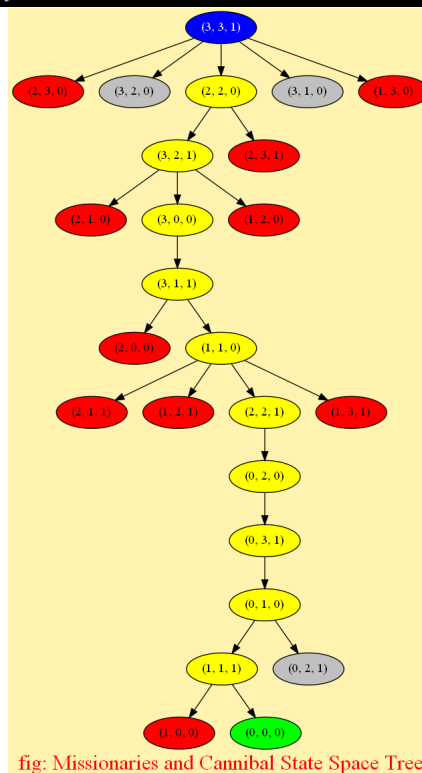 (3, 3, 1)
(2, 3, 0) (3, 2, 0) (2, 2, 0) (3, 1, 0) (1, 3, 0)
(3, 2, 1) (2, 3, 1)
(2, 1, 0) (3, 0, 0) (1, 2, 0)
(3, 1, 1)
(2, 0, 0) (1, 1, 0)
(2, 1, 1) (1, 2, 1) (2, 2, 1) (1, 3, 1)
(0, 2, 0)
(0, 3, 1)
(0, 1, 0)
(1, 1, 1) (0, 2, 1)
(1, 0, 0) (0, 0, 0)
fig: Missionaries and Cannibal State Space Tree